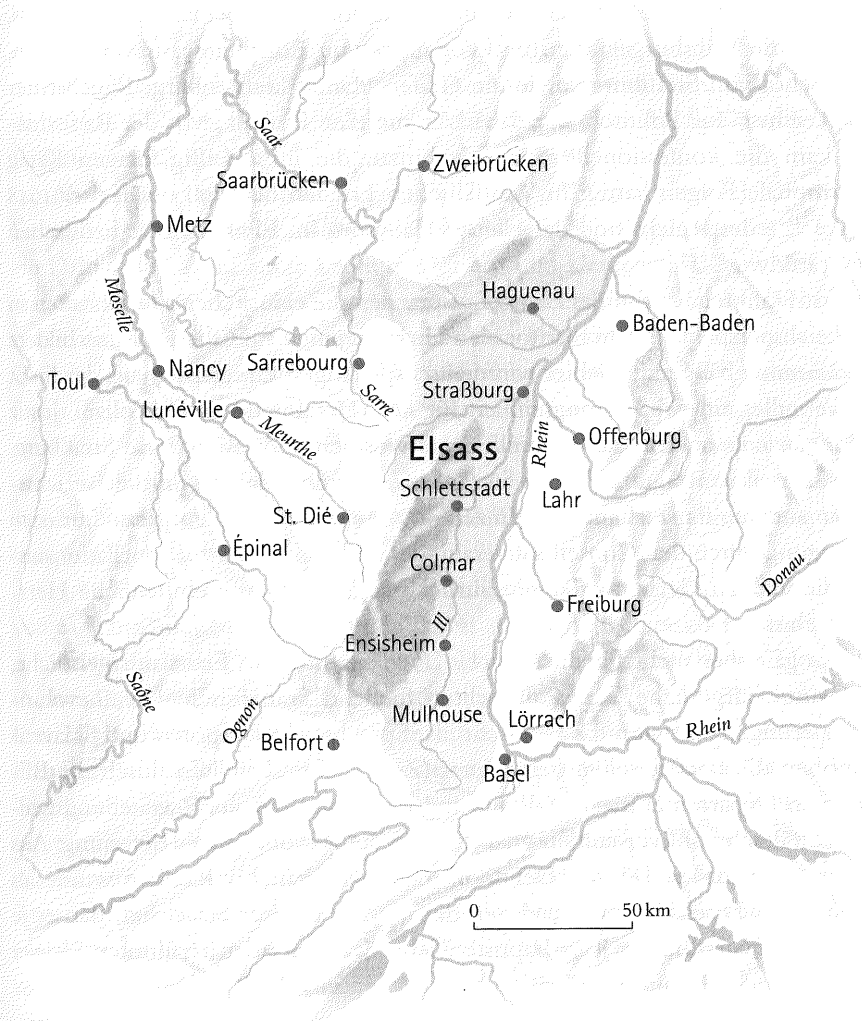 Saar
Zweibrücken
Saarbrücken
Metz
Moselle
Haguenau
Baden-Baden
Nancy
Sarrebourg
Toul
Sarre
Straßburg
Lunéville
Meurthe
Rhein
Offenburg
Elsass
Schlettstadt
Lahr
St. Dié
Épinal
Colmar
Donau
Freiburg
Ill
Ensisheim
Saône
Ognon
Mulhouse
Lörrach
Rhein
Belfort
Basel
0 50 km